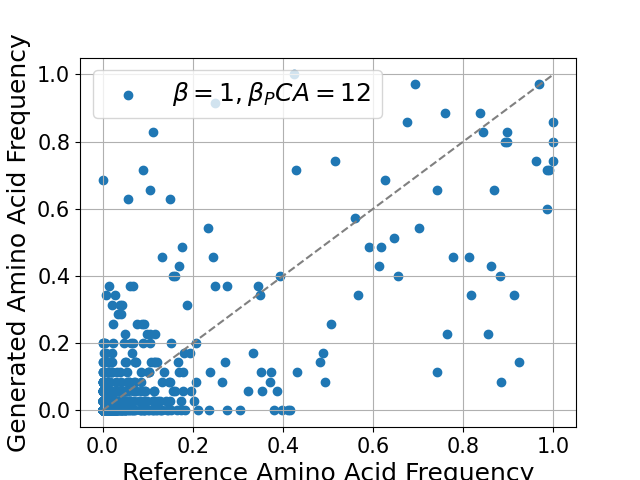 Generated Amino Acid Frequency
1.0
0.8
0.6
0.4
0.2
0.0
β = 1, β_PCA = 12
0.0 0.2 0.4 0.6 0.8 1.0
Reference Amino Acid Frequency